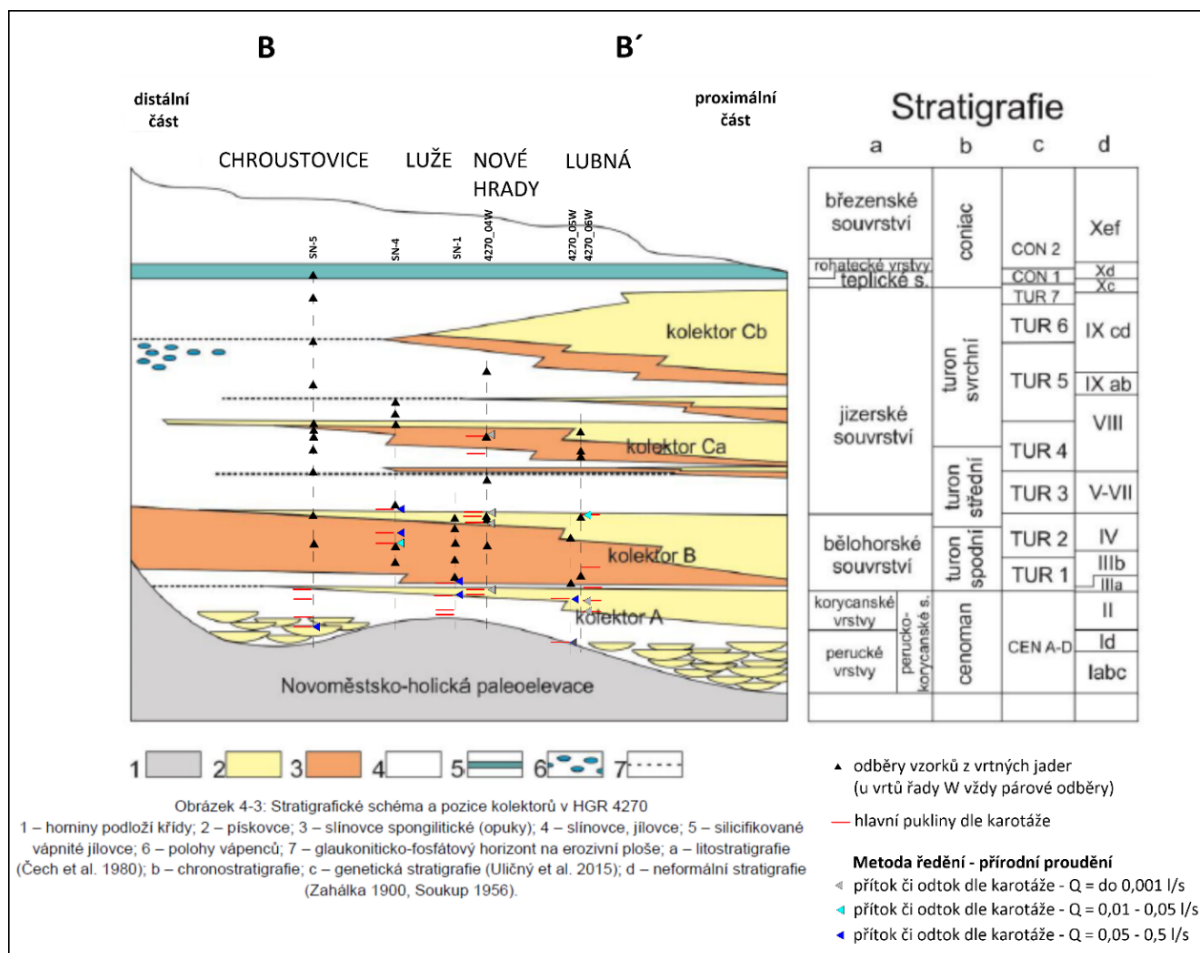 B
B´
distální
část
proximální
část
CHROUSTOVICE
LUŽE
NOVÉ
HRADY
LUBNÁ
SN-5
SN-4
SN-1
4270_04W
4270_05W
4270_06W
kolektor Cb
kolektor Ca
kolektor B
kolektor A
Novoměstsko-holická paleoelevace
Stratigrafie
a
b
c
d
březenské
souvrství
rohatecké vrstvy
teplické s.
jizerské
souvrství
bělohorské
souvrství
korycanské
vrstvy
perucké
vrstvy
perucko-
korycanské s.
coniac
turon
svrchní
turon
střední
turon
spodní
cenoman
CON 2
CON 1
TUR 7
TUR 6
TUR 5
TUR 4
TUR 3
TUR 2
TUR 1
CEN A-D
Xef
Xd
Xc
IX cd
IX ab
VIII
V-VII
IV
IIIb
IIIa
II
Id
Iabc
1
2
3
4
5
6
7
Obrázek 4-3: Stratigrafické schéma a pozice kolektorů v HGR 4270
1 – horniny podloží křídy; 2 – pískovce; 3 – slínovce spongilitické (opuky); 4 – slínovce, jílovce; 5 – silicifikované
vápnité jílovce; 6 – polohy vápenců; 7 – glaukoniticko-fosfátový horizont na erozivní ploše; a – litostratigrafie
(Čech et al. 1980); b – chronostratigrafie; c – genetická stratigrafie (Uličný et al. 2015); d – neformální stratigrafie
(Zahálka 1900, Soukup 1956).
odběry vzorků z vrtných jader
(u vrtů řady W vždy párové odběry)
hlavní pukliny dle karotáže
Metoda ředění - přírodní proudění
přítok či odtok dle karotáže - Q = do 0,001 l/s
přítok či odtok dle karotáže - Q = 0,01 - 0,05 l/s
přítok či odtok dle karotáže - Q = 0,05 - 0,5 l/s